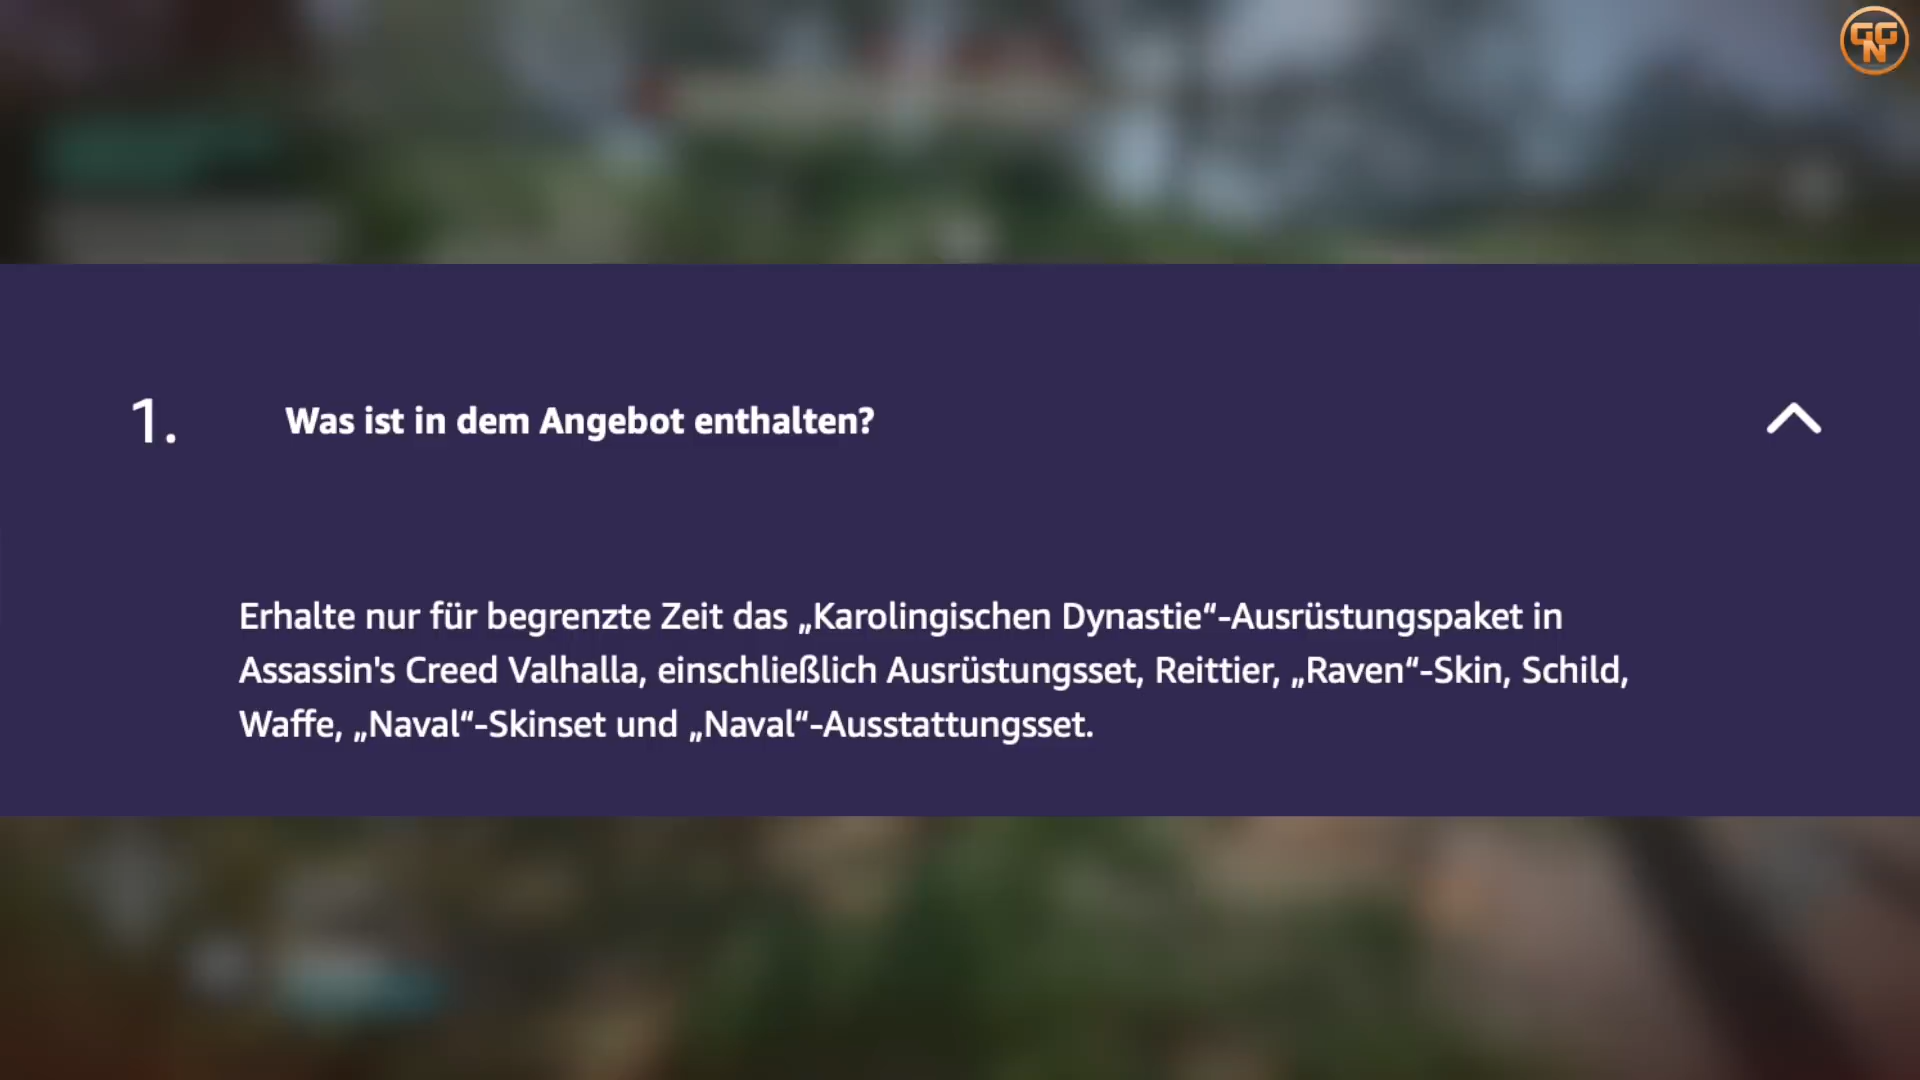 GGN
1. Was ist in dem Angebot enthalten?
Erhalte nur für begrenzte Zeit das „Karolingischen Dynastie“-Ausrüstungspaket in
Assassin's Creed Valhalla, einschließlich Ausrüstungsset, Reittier, „Raven“-Skin, Schild,
Waffe, „Naval“-Skinset und „Naval“-Ausstattungsset.